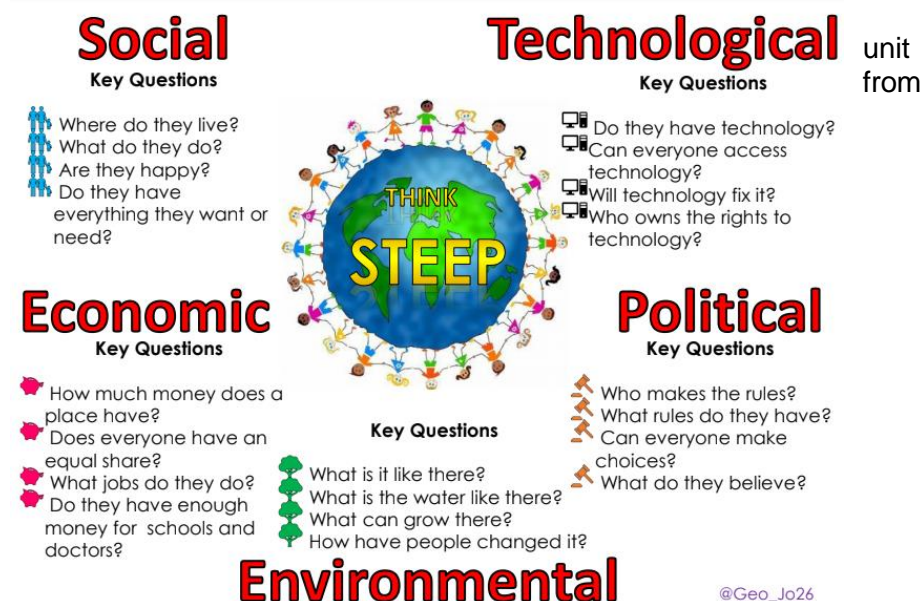 Social
Key Questions
Where do they live?
What do they do?
Are they happy?
Do they have
everything they want or
need?
Technological
Key Questions
Do they have technology?
Can everyone access
technology?
Will technology fix it?
Who owns the rights to
technology?
unit
from
THINK
STEEP
Economic
Key Questions
How much money does a
place have?
Does everyone have an
equal share?
What jobs do they do?
Do they have enough
money for schools and
doctors?
Political
Key Questions
Who makes the rules?
What rules do they have?
Can everyone make
choices?
What do they believe?
Key Questions
What is it like there?
What is the water like there?
What can grow there?
How have people changed it?
Environmental
@Geo_Jo26